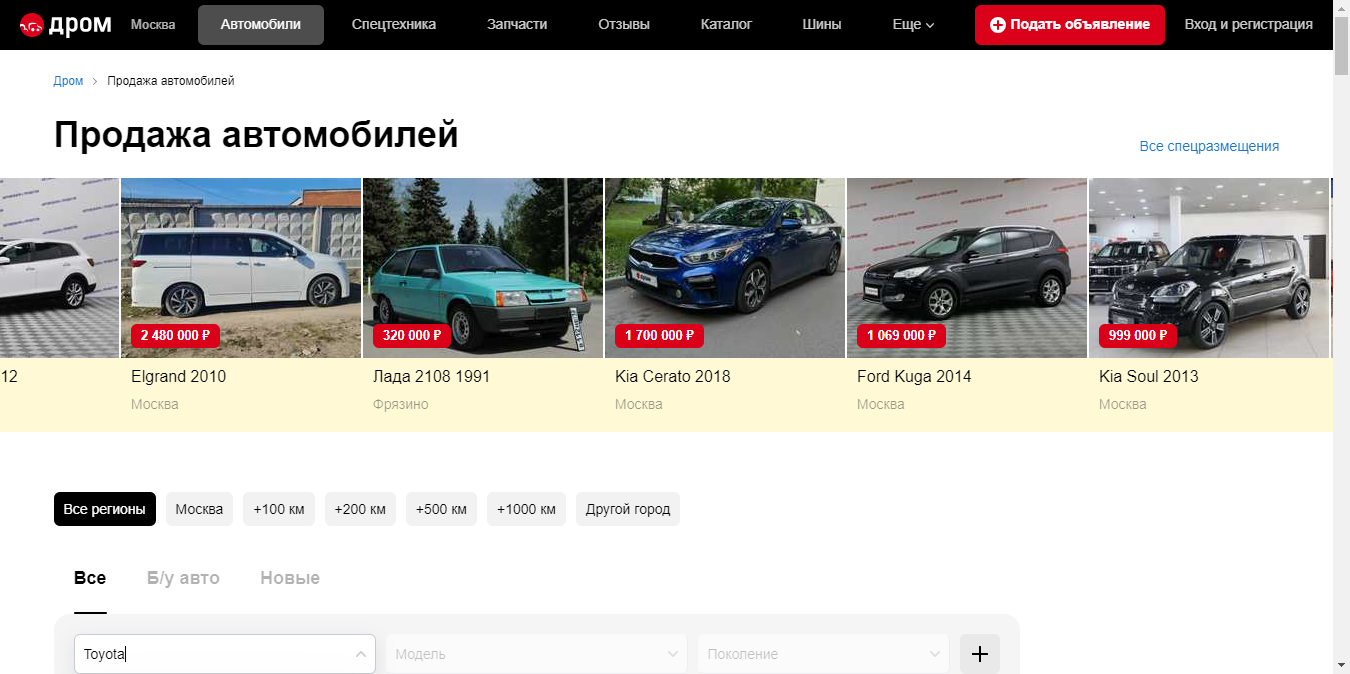 дром Москва Автомобили Спецтехника Запчасти Отзывы Каталог Шины Еще Подать объявление Вход и регистрация
Дром > Продажа автомобилей
Продажа автомобилей
Все спецразмещения
2 480 000 ₽ 320 000 ₽ 1 700 000 ₽ 1 069 000 ₽ 999 000 ₽
12 Elgrand 2010 Лада 2108 1991 Kia Cerato 2018 Ford Kuga 2014 Kia Soul 2013
Москва Фрязино Москва Москва Москва
Все регионы Москва +100 км +200 км +500 км +1000 км Другой город
Все Б/у авто Новые
Toyota Модель Поколение +